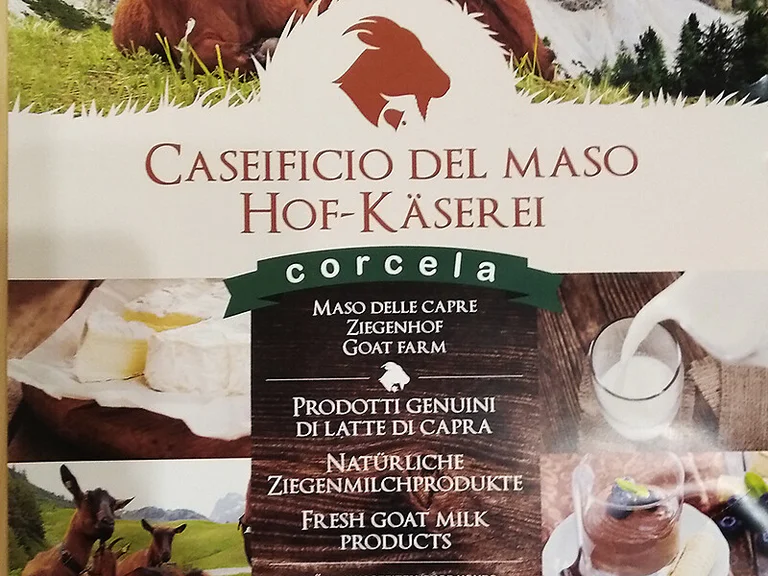 CASEIFICIO DEL MASO
HOF-KÄSEREI
corcela
MASO DELLE CAPRE
ZIEGENHOF
GOAT FARM
PRODOTTI GENUINI
DI LATTE DI CAPRA
NATÜRLICHE
ZIEGENMILCHPRODUKTE
FRESH GOAT MILK
PRODUCTS